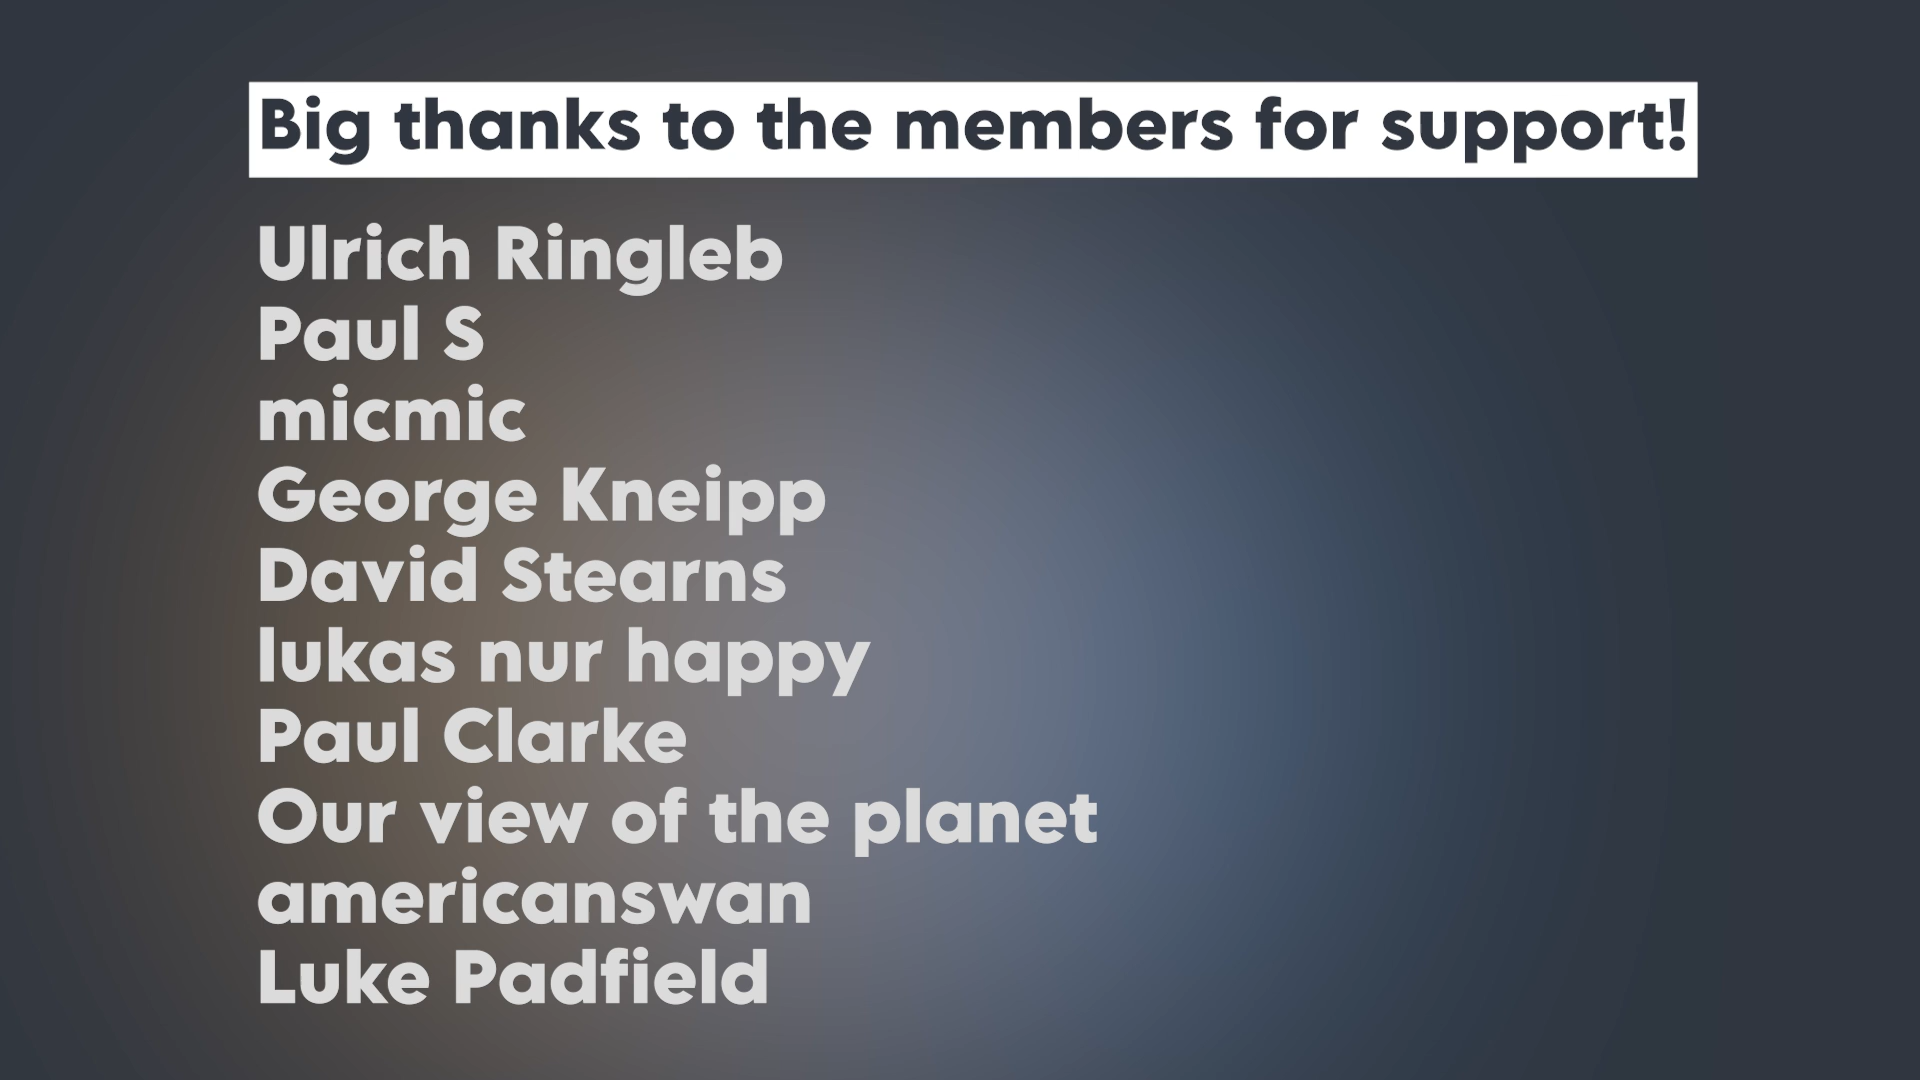 Big thanks to the members for support!
Ulrich Ringleb
Paul S
micmic
George Kneipp
David Stearns
lukas nur happy
Paul Clarke
Our view of the planet
americanswan
Luke Padfield